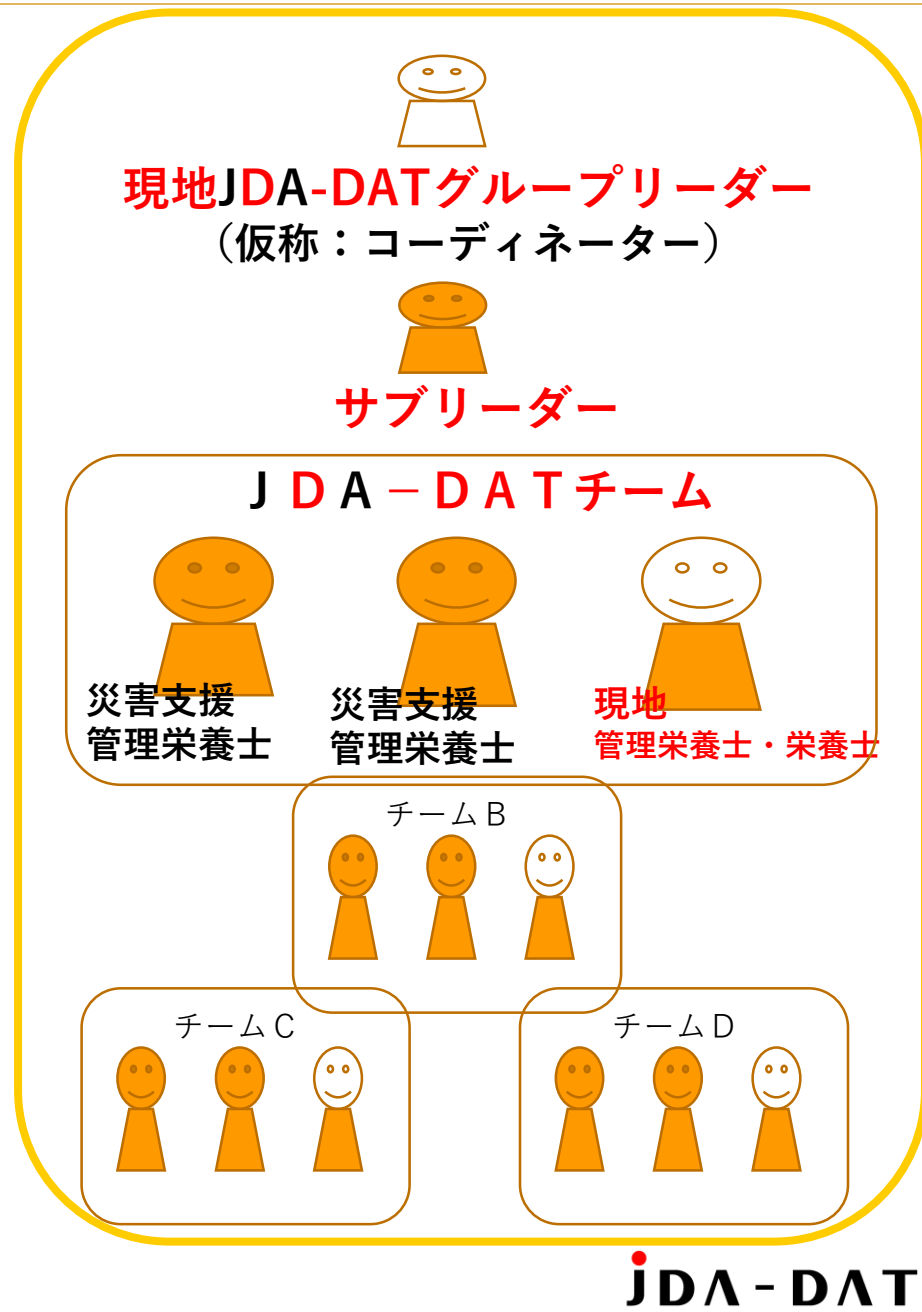 現地JDA-DATグループリーダー
（仮称：コーディネーター）
サブリーダー
ＪＤＡ－ＤＡＴチーム
災害支援
管理栄養士
災害支援
管理栄養士
現地
管理栄養士・栄養士
チームＢ
チームＣ
チームＤ
JDA-DAT